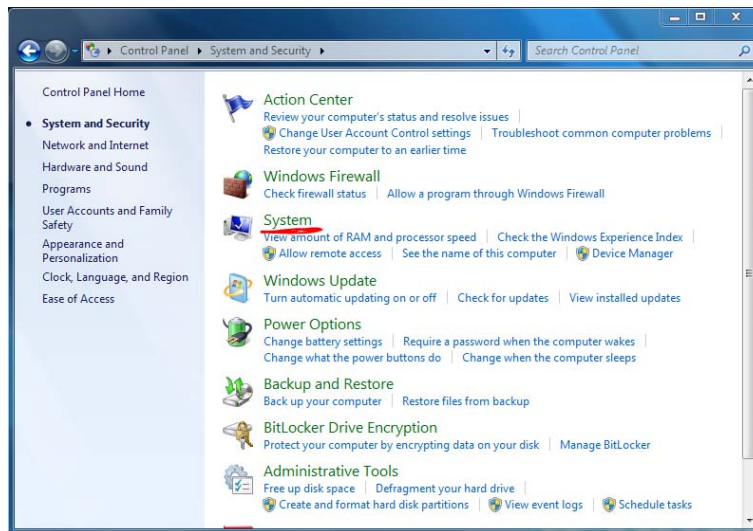 Control Panel ▸ System and Security ▸
Search Control Panel
Control Panel Home
System and Security
Network and Internet
Hardware and Sound
Programs
User Accounts and Family
Safety
Appearance and
Personalization
Clock, Language, and Region
Ease of Access
Action Center
Review your computer's status and resolve issues
Change User Account Control settings
Troubleshoot common computer problems
Restore your computer to an earlier time
Windows Firewall
Check firewall status
Allow a program through Windows Firewall
System
View amount of RAM and processor speed
Check the Windows Experience Index
Allow remote access
See the name of this computer
Device Manager
Windows Update
Turn automatic updating on or off
Check for updates
View installed updates
Power Options
Change battery settings
Require a password when the computer wakes
Change what the power buttons do
Change when the computer sleeps
Backup and Restore
Back up your computer
Restore files from backup
BitLocker Drive Encryption
Protect your computer by encrypting data on your disk
Manage BitLocker
Administrative Tools
Free up disk space
Defragment your hard drive
Create and format hard disk partitions
View event logs
Schedule tasks